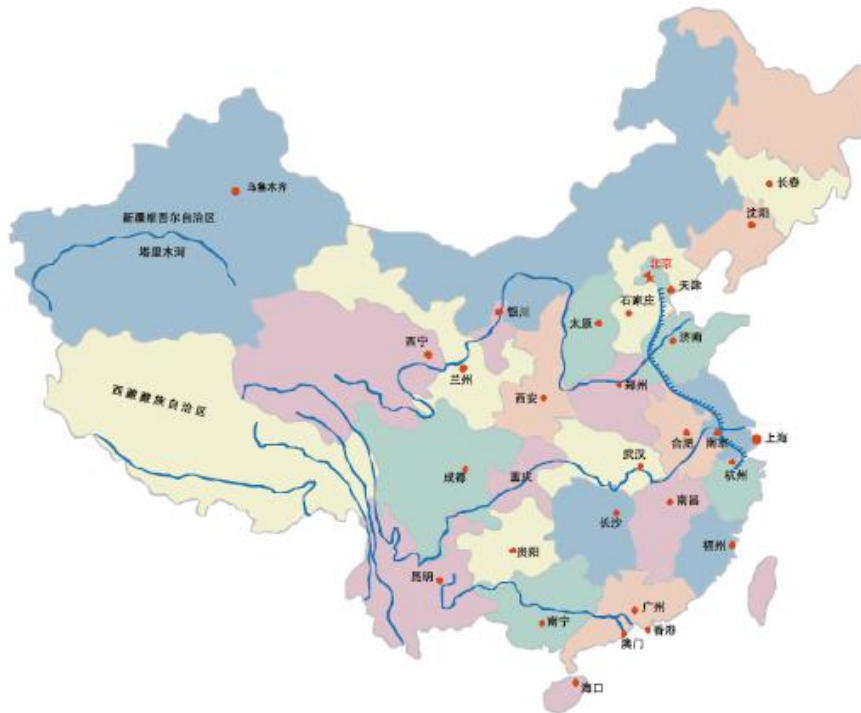 长春
乌鲁木齐
沈阳
新疆维吾尔自治区
塔里木河
北京
天津
石家庄
银川
太原
济南
西宁
兰州
郑州
西藏藏族自治区
西安
合肥
南京
上海
武汉
成都
重庆
杭州
南昌
长沙
福州
贵阳
昆明
广州
南宁
香港
澳门
海口